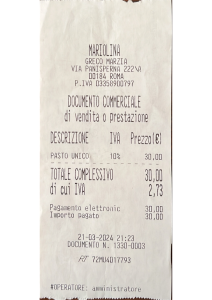 MARIOLINA
GRECO MARZIA
VIA PANISPERNA 222\A
00184 ROMA
P.IVA 03358900797
DOCUMENTO COMMERCIALE
di vendita o prestazione
DESCRIZIONE IVA Prezzo(€)
PASTO UNICO 10% 30,00
TOTALE COMPLESSIVO 30,00
di cui IVA 2,73
Pagamento elettronic 30,00
Importo pagato 30,00
21-03-2024 21:23
DOCUMENTO N. 1330-0003
RT 72MU4017793
#OPERATORE: amministratore